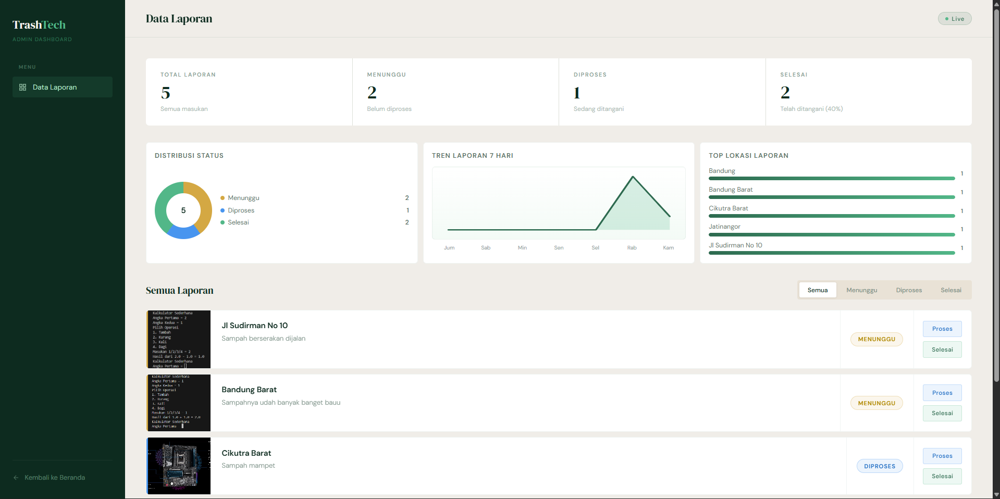 TrashTech
ADMIN DASHBOARD
MENU
Data Laporan
Kembali ke Beranda
Data Laporan
Live
TOTAL LAPORAN
5
Semua masukan
MENUNGGU
2
Belum diproses
DIPROSES
1
Sedang ditangani
SELESAI
2
Telah ditangani (40%)
DISTRIBUSI STATUS
5
Menunggu 2
Diproses 1
Selesai 2
TREN LAPORAN 7 HARI
Jum Sab Min Sen Sel Rab Kam
TOP LOKASI LAPORAN
Bandung 1
Bandung Barat 1
Cikutra Barat 1
Jatinangor 1
Jl Sudirman No 10 1
Semua Laporan
Semua Menunggu Diproses Selesai
Kalkulator Sederhana
Angka Pertama = 2
Angka Kedua = 1
Pilih Operasi
1. Tambah
2. Kurang
3. Kali
4. Bagi
Masukan 1/2/3/4 = 2
Hasil dari 2.0 - 1.0 = 1.0
Kalkulator Sederhana
Angka Pertama =
Jl Sudirman No 10
Sampah berserakan dijalan
MENUNGGU
Proses
Selesai
Kalkulator Sederhana
Angka Pertama = 1
Angka Kedua = 1
Pilih Operasi
1. Tambah
2. Kurang
3. Kali
4. Bagi
Masukan 1/2/3/4 = 1
Hasil dari 1.0 + 1.0 = 2.0
Kalkulator Sederhana
Angka Pertama
Bandung Barat
Sampahnya udah banyak banget bauu
MENUNGGU
Proses
Selesai
Cikutra Barat
Sampah mampet
DIPROSES
Proses
Selesai